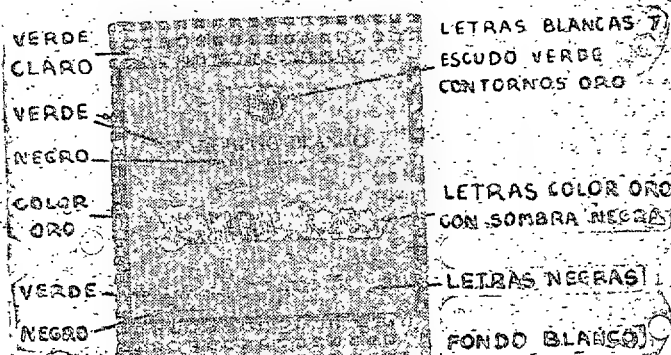 VERDE
CLARO
VERDE
NEGRO
COLOR
ORO
VERDE
NEGRO
LETRAS BLANCAS Y
ESCUDO VERDE
CONTORNOS ORO
LETRAS COLOR ORO
CON SOMBRA NEGRA
LETRAS NEGRAS
FONDO BLANCO